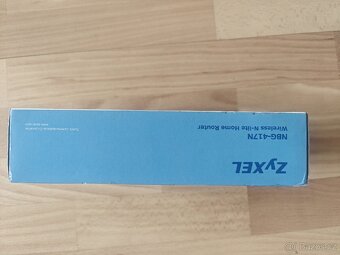 ZyXEL
NBG-417N
Wireless N-lite Home Router